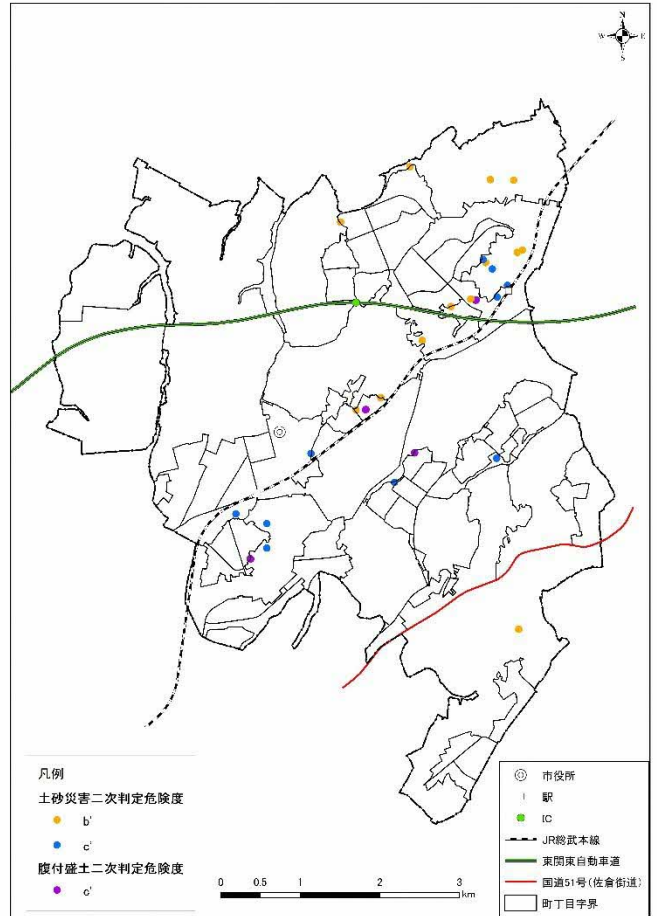 N
W E
S
凡例
土砂災害二次判定危険度
b'
c'
腹付盛土二次判定危険度
c'
0 0.5 1 2 3
km
市役所
駅
IC
JR総武本線
東関東自動車道
国道51号(佐倉街道)
町丁目字界